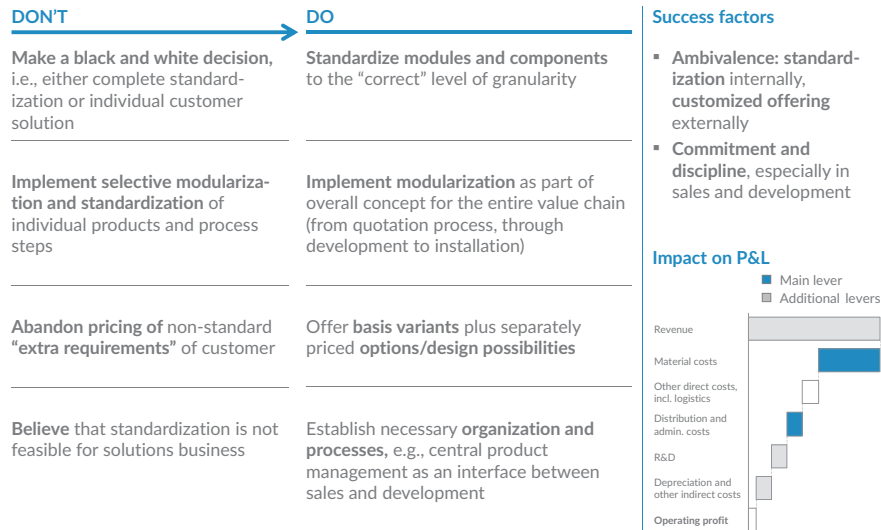 DON'T
Make a black and white decision,
i.e., either complete standard-
ization or individual customer
solution
Implement selective modulariza-
tion and standardization of
individual products and process
steps
Abandon pricing of non-standard
“extra requirements” of customer
Believe that standardization is not
feasible for solutions business
DO
Standardize modules and components
to the “correct” level of granularity
Implement modularization as part of
overall concept for the entire value chain
(from quotation process, through
development to installation)
Offer basis variants plus separately
priced options/design possibilities
Establish necessary organization and
processes, e.g., central product
management as an interface between
sales and development
Success factors
▪ Ambivalence: standard-
ization internally,
customized offering
externally
▪ Commitment and
discipline, especially in
sales and development
Impact on P&L
Main lever
Additional levers
Revenue
Material costs
Other direct costs,
incl. logistics
Distribution and
admin. costs
R&D
Depreciation and
other indirect costs
Operating profit